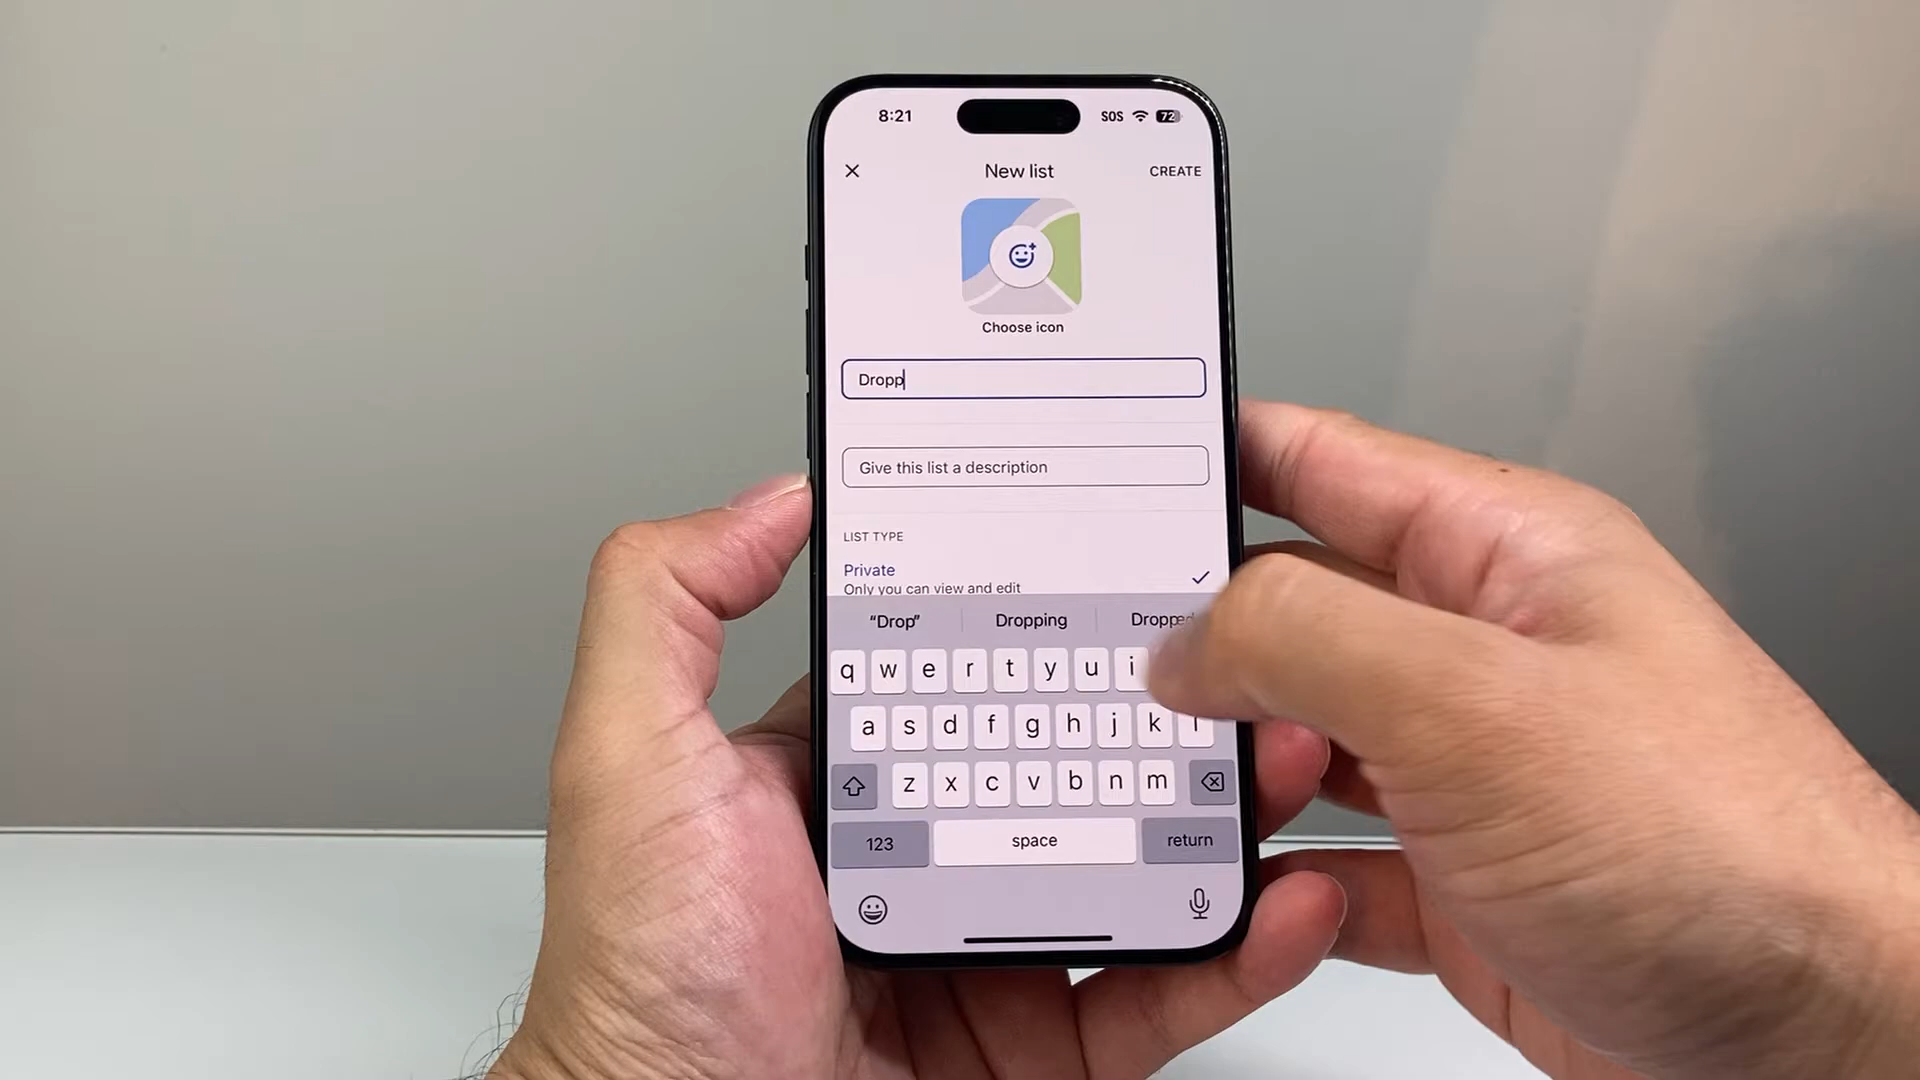 8:21 SOS 72
New list CREATE
Choose icon
Dropp
Give this list a description
LIST TYPE
Private
Only you can view and edit
“Drop” Dropping Dropped
q w e r t y u i
a s d f g h j k l
z x c v b n m
123 space return